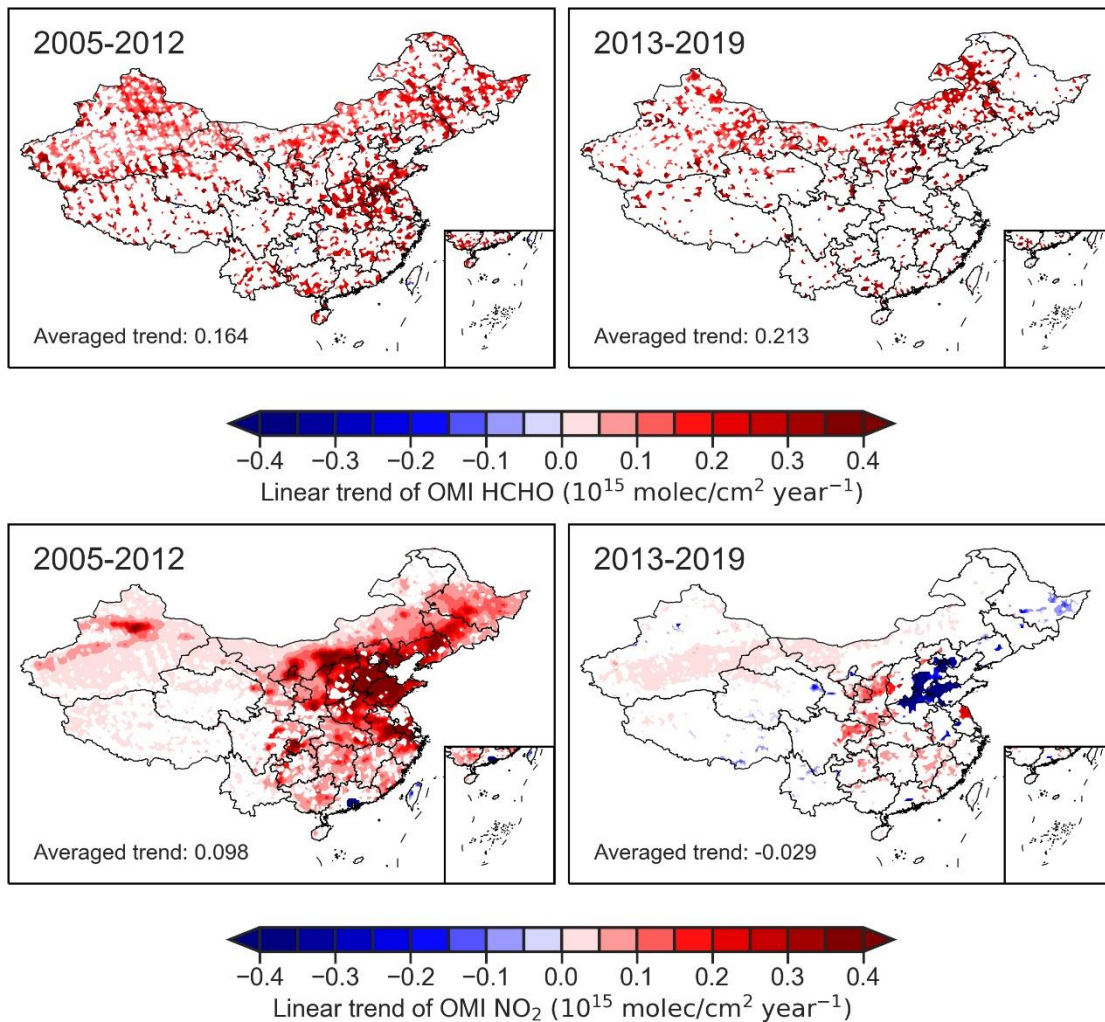 2005-2012
2013-2019
Averaged trend: 0.164
Averaged trend: 0.213
−0.4 −0.3 −0.2 −0.1 0.0 0.1 0.2 0.3 0.4
Linear trend of OMI HCHO (10¹⁵ molec/cm² year⁻¹)
2005-2012
2013-2019
Averaged trend: 0.098
Averaged trend: -0.029
−0.4 −0.3 −0.2 −0.1 0.0 0.1 0.2 0.3 0.4
Linear trend of OMI NO₂ (10¹⁵ molec/cm² year⁻¹)